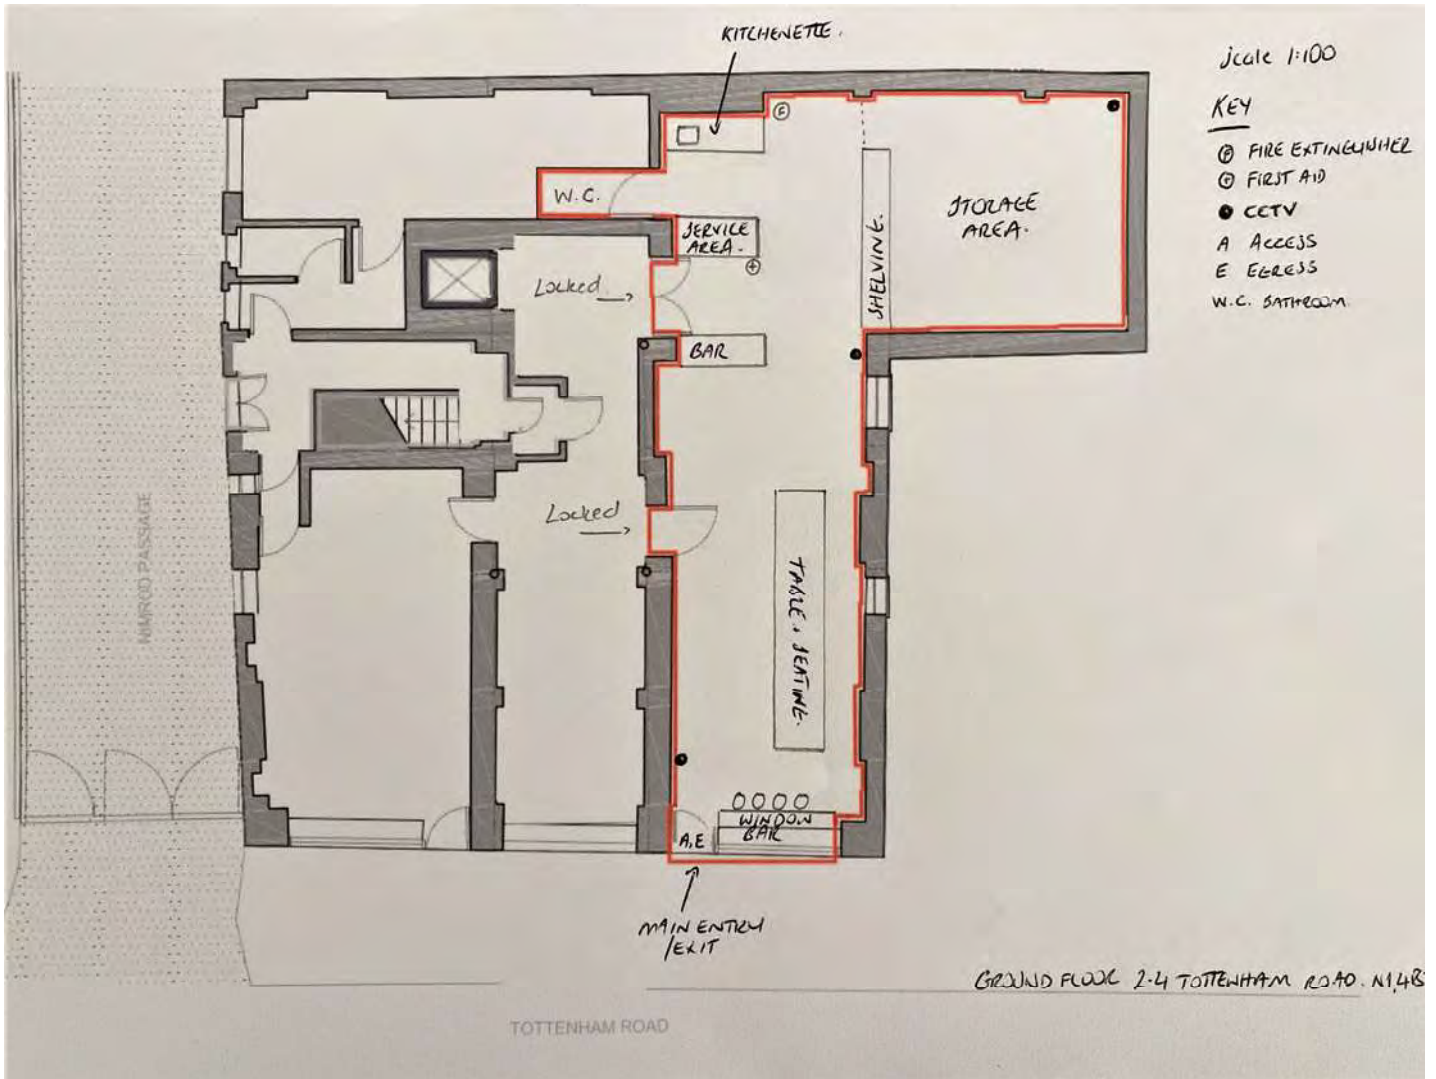 KITCHENETTE.
Scale 1:100
KEY
F FIRE EXTINGUISHER
+ FIRST AID
● CCTV
A ACCESS
E EGRESS
W.C. BATHROOM
W.C.
SERVICE
AREA.
SHELVING.
STORAGE
AREA.
Locked
BAR
Locked
NIMROD PASSAGE
TABLE + SEATING.
WINDOW
BAR
A,E
MAIN ENTRY
/EXIT
GROUND FLOOR 2-4 TOTTENHAM ROAD. N1,4B
TOTTENHAM ROAD